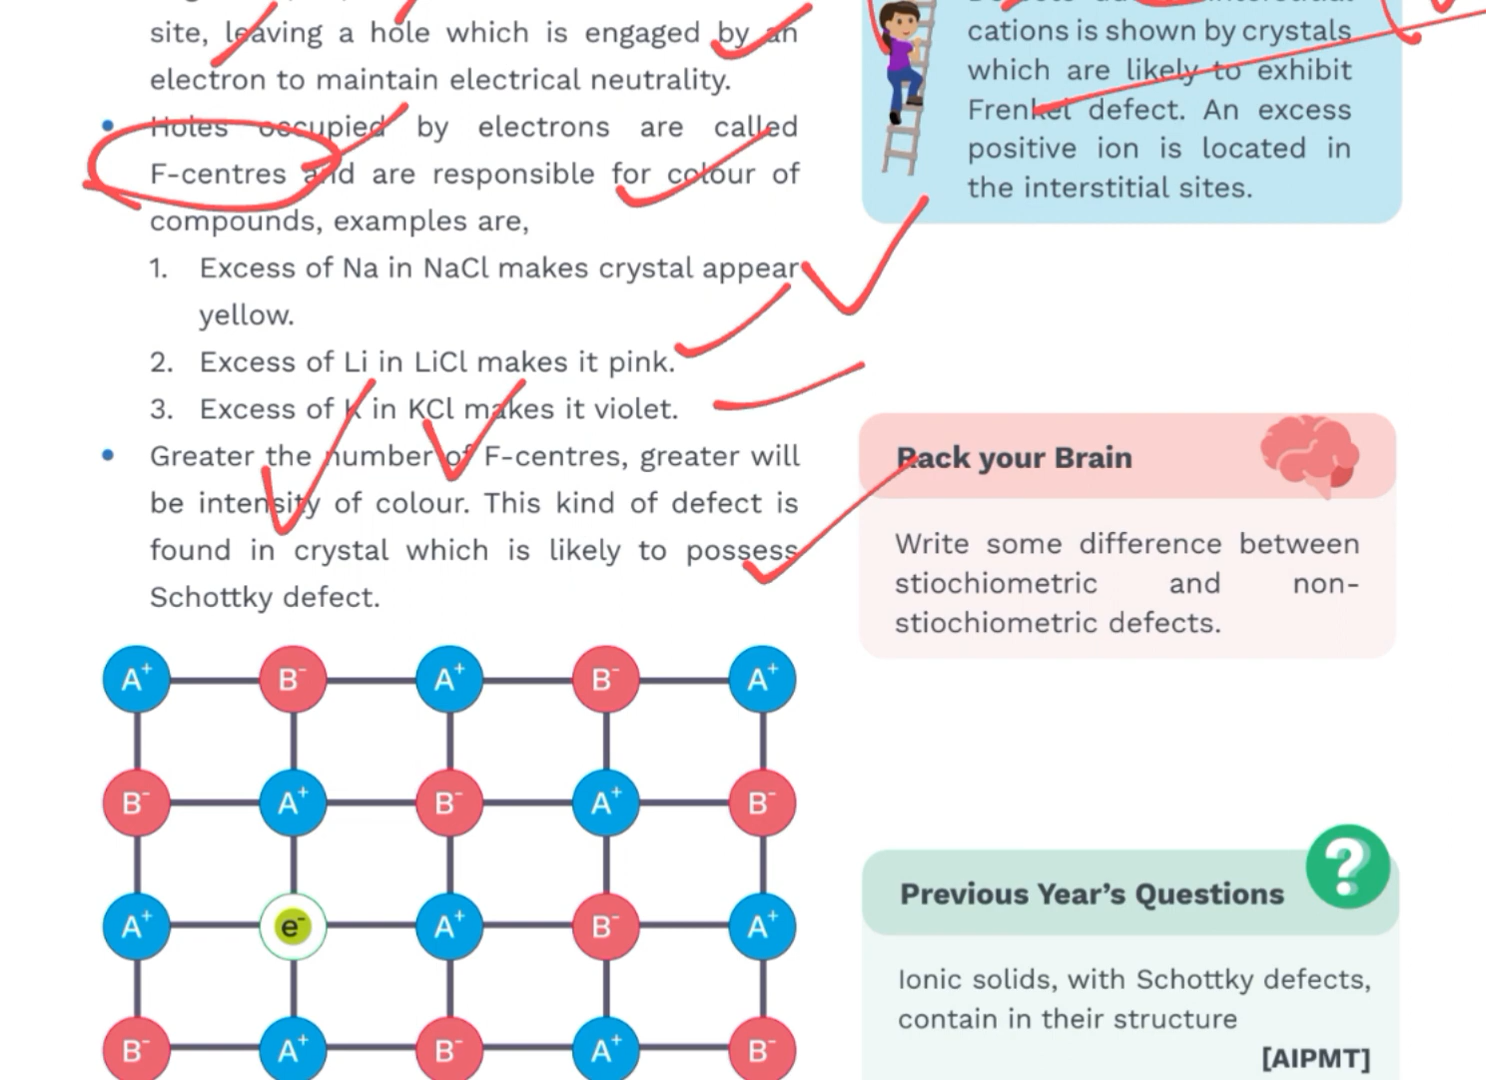 site, leaving a hole which is engaged by an
electron to maintain electrical neutrality.
Holes occupied by electrons are called
F-centres and are responsible for colour of
compounds, examples are,
1. Excess of Na in NaCl makes crystal appear
yellow.
2. Excess of Li in LiCl makes it pink.
3. Excess of K in KCl makes it violet.
Greater the number of F-centres, greater will
be intensity of colour. This kind of defect is
found in crystal which is likely to possess
Schottky defect.
A⁺ B⁻ A⁺ B⁻ A⁺
B⁻ A⁺ B⁻ A⁺ B⁻
A⁺ e⁻ A⁺ B⁻ A⁺
B⁻ A⁺ B⁻ A⁺ B⁻
cations is shown by crystals
which are likely to exhibit
Frenkel defect. An excess
positive ion is located in
the interstitial sites.
Rack your Brain
Write some difference between
stiochiometric and non-
stiochiometric defects.
?
Previous Year's Questions
Ionic solids, with Schottky defects,
contain in their structure
[AIPMT]